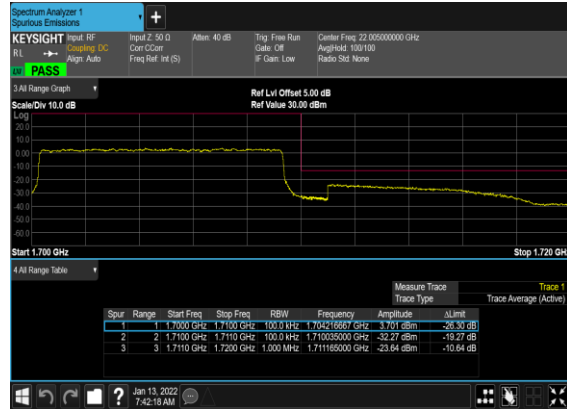 Spectrum Analyzer 1
Spurious Emissions
KEYSIGHT Input: RF Input Z: 50 Ω Atten: 40 dB Trig: Free Run Center Freq: 22.005000000 GHz
RL Coupling: DC Corr CCorr Gate: Off Avg|Hold: 100/100
Align: Auto Freq Ref: Int (S) IF Gain: Low Radio Std: None
LW PASS
3 All Range Graph
Ref Lvl Offset 5.00 dB
Scale/Div 10.0 dB Ref Value 30.00 dBm
Log
20.0
10.0
0.00
-10.0
-20.0
-30.0
-40.0
-50.0
-60.0
Start 1.700 GHz Stop 1.720 GH
4 All Range Table
Measure Trace Trace 1
Trace Type Trace Average (Active)
Spur Range Start Freq Stop Freq RBW Frequency Amplitude ΔLimit
1 1 1.7000 GHz 1.7100 GHz 100.0 kHz 1.704216667 GHz 3.701 dBm -26.30 dB
2 2 1.7100 GHz 1.7110 GHz 100.0 kHz 1.710035000 GHz -32.27 dBm -19.27 dB
3 3 1.7110 GHz 1.7200 GHz 1.000 MHz 1.711165000 GHz -23.64 dBm -10.64 dB
? Jan 13, 2022
7:42:18 AM